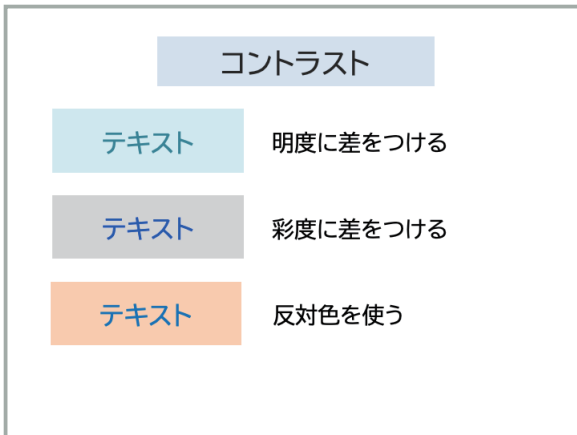 コントラスト
テキスト 明度に差をつける
テキスト 彩度に差をつける
テキスト 反対色を使う